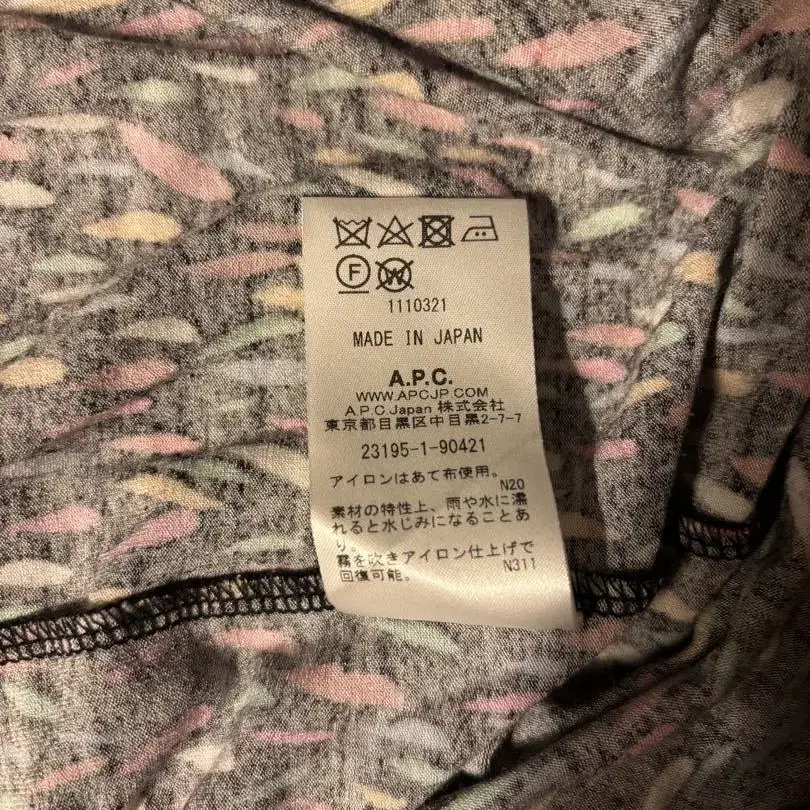 F W
1110321
MADE IN JAPAN
A.P.C.
WWW.APCJP.COM
A P C Japan 株式会社
東京都目黒区中目黒2-7-7
23195-1-90421
アイロンはあて布使用。
N20
素材の特性上、雨や水に濡
れると水じみになることあ
り。
霧を吹きアイロン仕上げで
回復可能。 N311